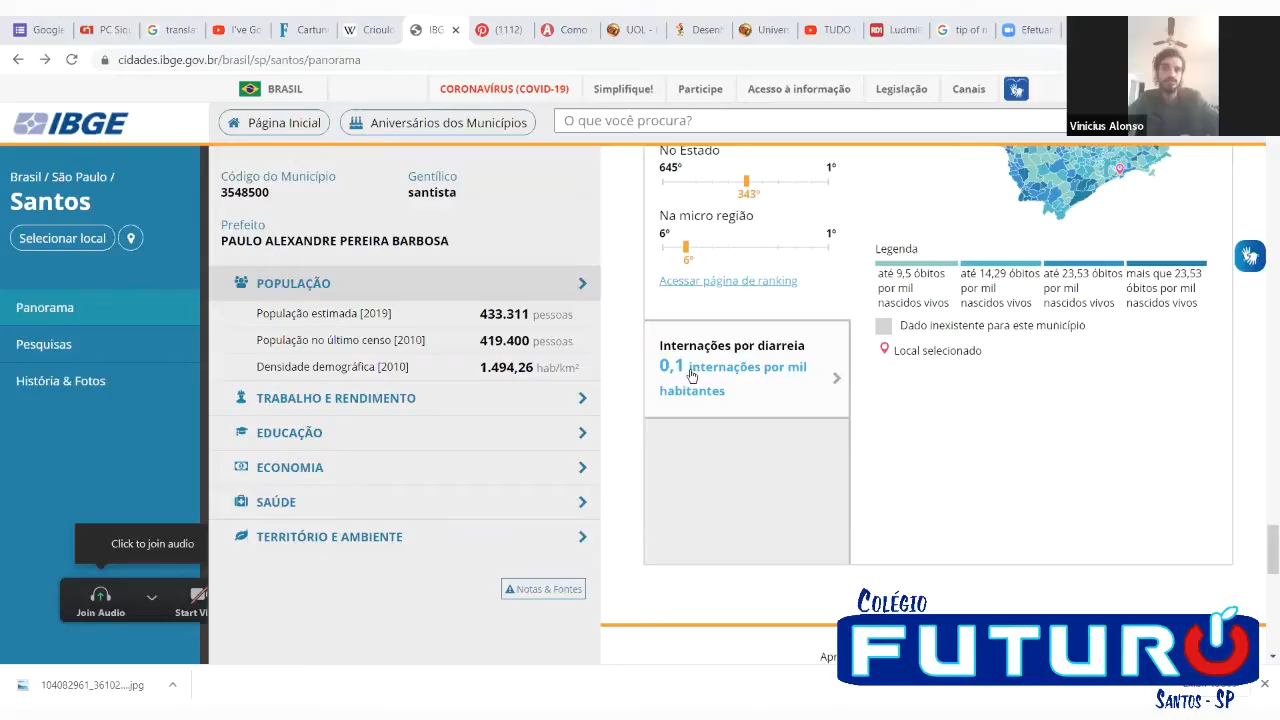 Google
PC Siq
transla
I've Go
Cartun
Crioulo
IBG
(1112)
Como
UOL -
Desenh
Univers
TUDO
Ludmil
tip of n
Efetuar
cidades.ibge.gov.br/brasil/sp/santos/panorama
BRASIL
CORONAVÍRUS (COVID-19)
Simplifique!
Participe
Acesso à informação
Legislação
Canais
Vinicius Alonso
IBGE
Página Inicial
Aniversários dos Municípios
O que você procura?
Brasil / São Paulo /
Santos
Selecionar local
Panorama
Pesquisas
História & Fotos
Click to join audio
Join Audio
Start Vi
Código do Município
3548500
Gentílico
santista
Prefeito
PAULO ALEXANDRE PEREIRA BARBOSA
POPULAÇÃO
População estimada [2019] 433.311 pessoas
População no último censo [2010] 419.400 pessoas
Densidade demográfica [2010] 1.494,26 hab/km²
TRABALHO E RENDIMENTO
EDUCAÇÃO
ECONOMIA
SAÚDE
TERRITÓRIO E AMBIENTE
Notas & Fontes
No Estado
645º 1º
343º
Na micro região
6º 1º
6º
Acessar página de ranking
Internações por diarreia
0,1 internações por mil
habitantes
Legenda
até 9,5 óbitos
por mil
nascidos vivos
até 14,29 óbitos
por mil
nascidos vivos
até 23,53 óbitos
por mil
nascidos vivos
mais que 23,53
óbitos por mil
nascidos vivos
Dado inexistente para este município
Local selecionado
Apr
COLÉGIO
FUTURO
SANTOS - SP
104082961_36102....jpg